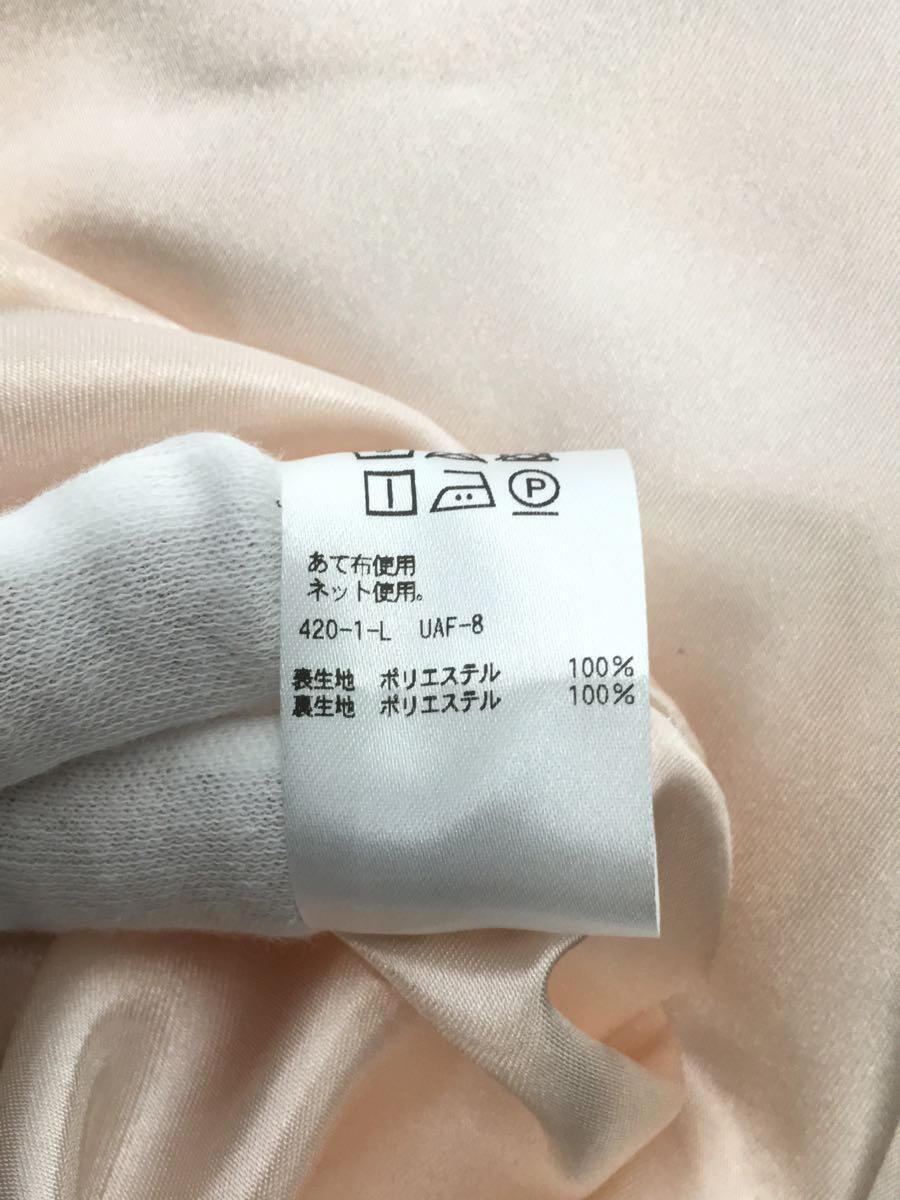 P
あて布使用
ネット使用。
420-1-L UAF-8
表生地 ポリエステル 100%
裏生地 ポリエステル 100%